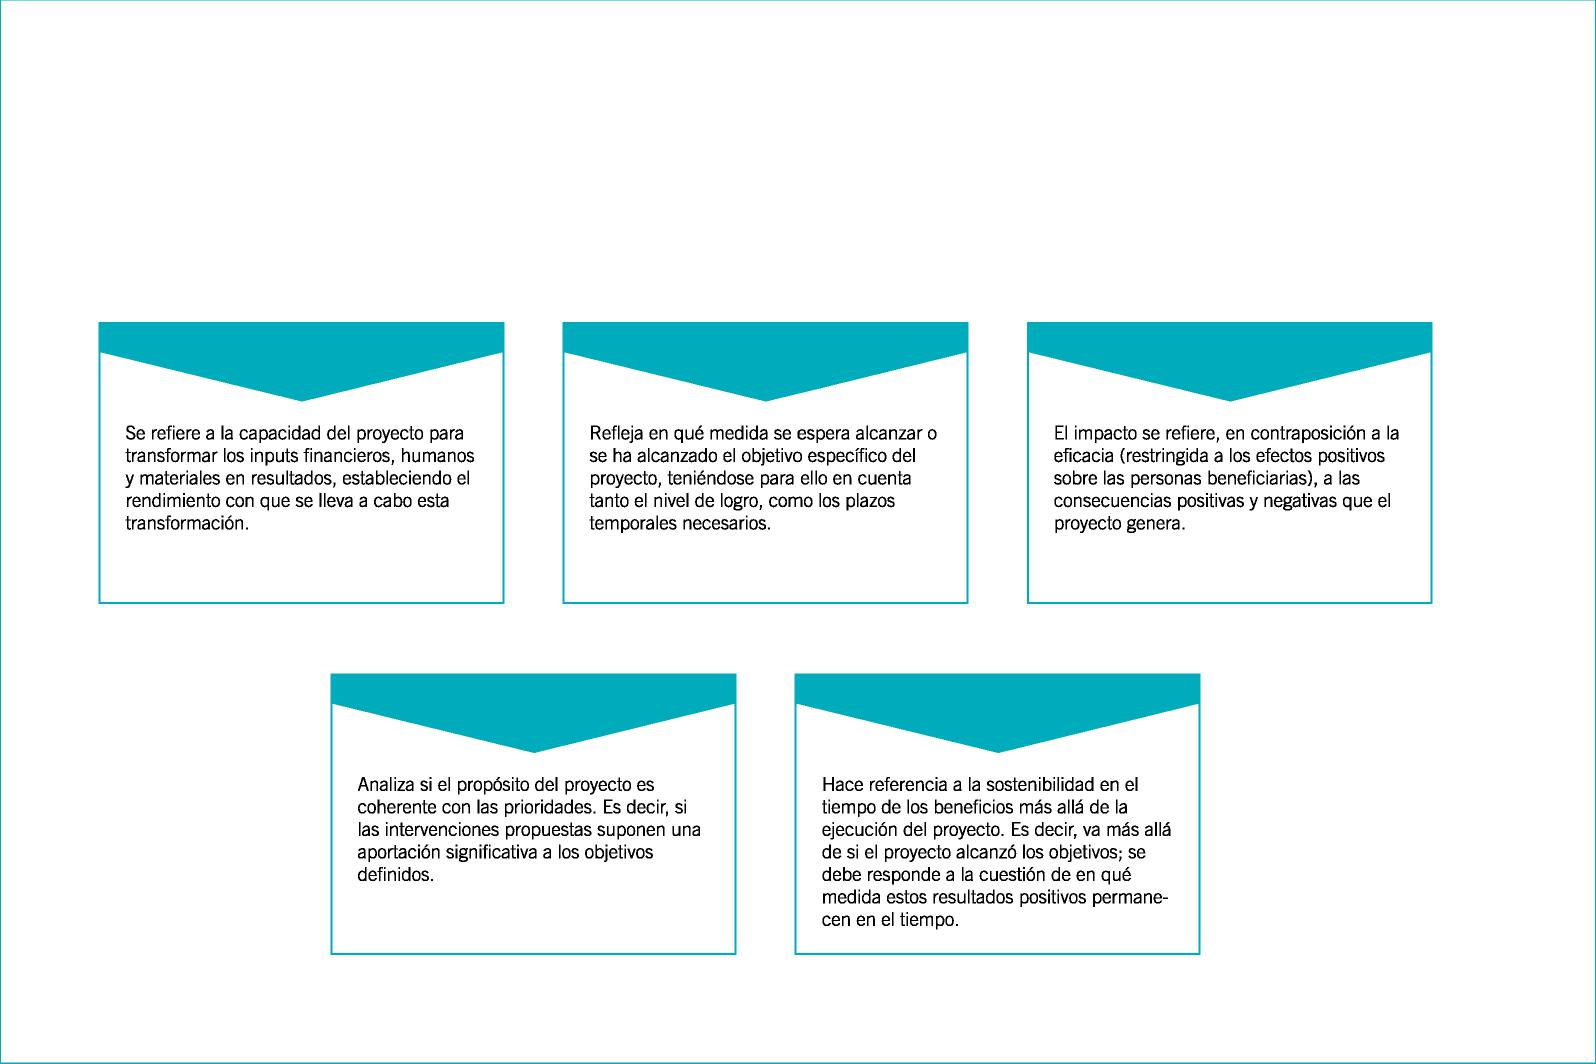 Se refiere a la capacidad del proyecto para
transformar los inputs financieros, humanos
y materiales en resultados, estableciendo el
rendimiento con que se lleva a cabo esta
transformación.
Refleja en qué medida se espera alcanzar o
se ha alcanzado el objetivo específico del
proyecto, teniéndose para ello en cuenta
tanto el nivel de logro, como los plazos
temporales necesarios.
El impacto se refiere, en contraposición a la
eficacia (restringida a los efectos positivos
sobre las personas beneficiarias), a las
consecuencias positivas y negativas que el
proyecto genera.
Analiza si el propósito del proyecto es
coherente con las prioridades. Es decir, si
las intervenciones propuestas suponen una
aportación significativa a los objetivos
definidos.
Hace referencia a la sostenibilidad en el
tiempo de los beneficios más allá de la
ejecución del proyecto. Es decir, va más allá
de si el proyecto alcanzó los objetivos; se
debe responde a la cuestión de en qué
medida estos resultados positivos permane-
cen en el tiempo.